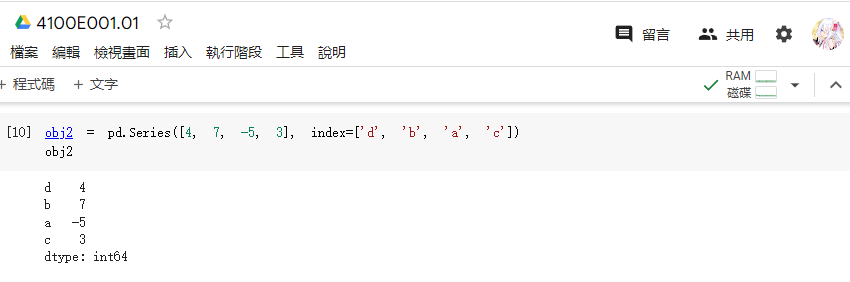 4100E001.01
檔案 編輯 檢視畫面 插入 執行階段 工具 說明
留言 共用
+ 程式碼 + 文字
RAM
磁碟
[10] obj2 = pd.Series([4, 7, -5, 3], index=['d', 'b', 'a', 'c'])
obj2
d 4
b 7
a -5
c 3
dtype: int64